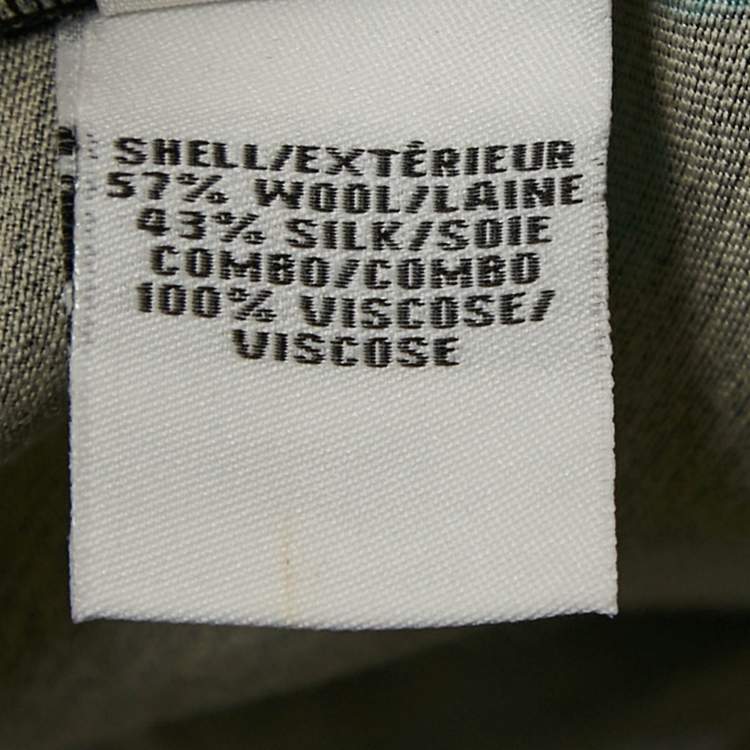 SHELL/EXTÉRIEUR
57% WOOL/LAINE
43% SILK/SOIE
COMBO/COMBO
100% VISCOSE/
VISCOSE